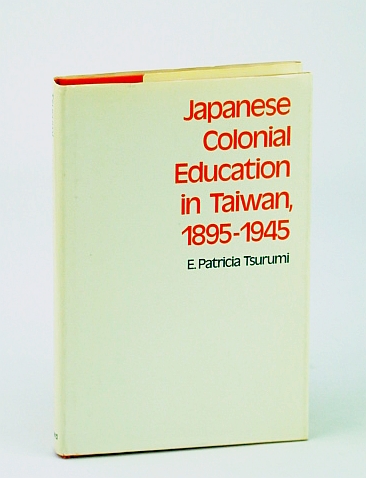 Japanese
Colonial
Education
in Taiwan,
1895-1945
E. Patricia Tsurumi